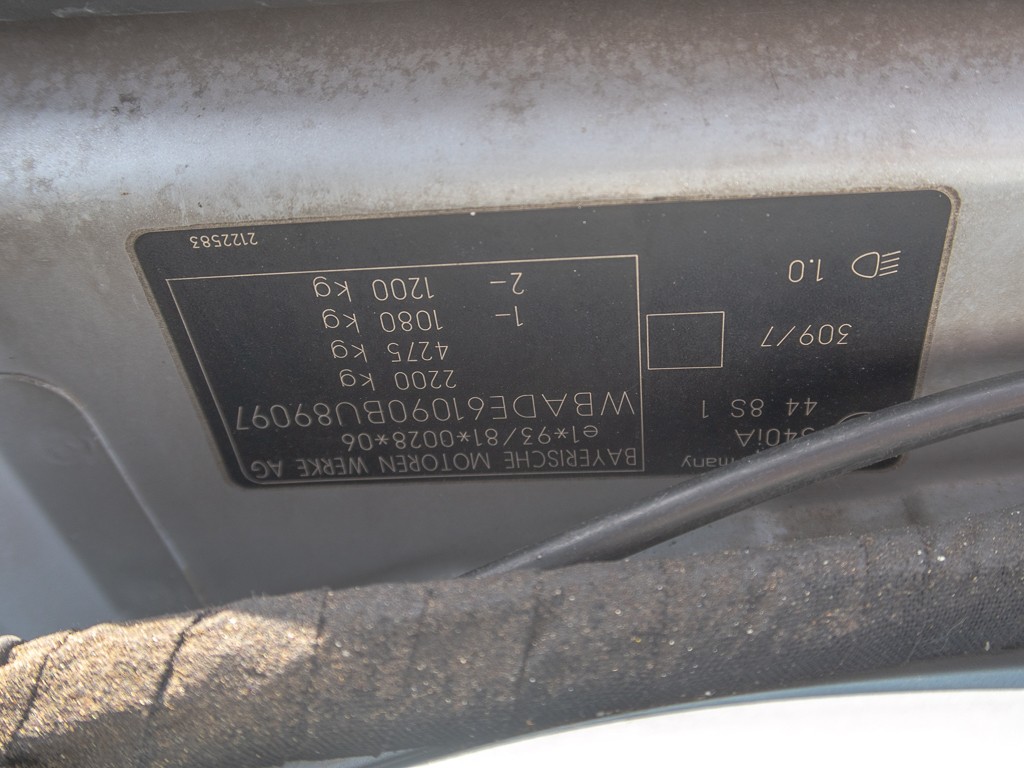 BAYERISCHE MOTOREN WERKE AG
e1*93/81*0028*06
WBADE61090BU89097
2200 kg
4275 kg
1- 1080 kg
2- 1200 kg
2122583
540iA
44 8S 1
309/7
1.0